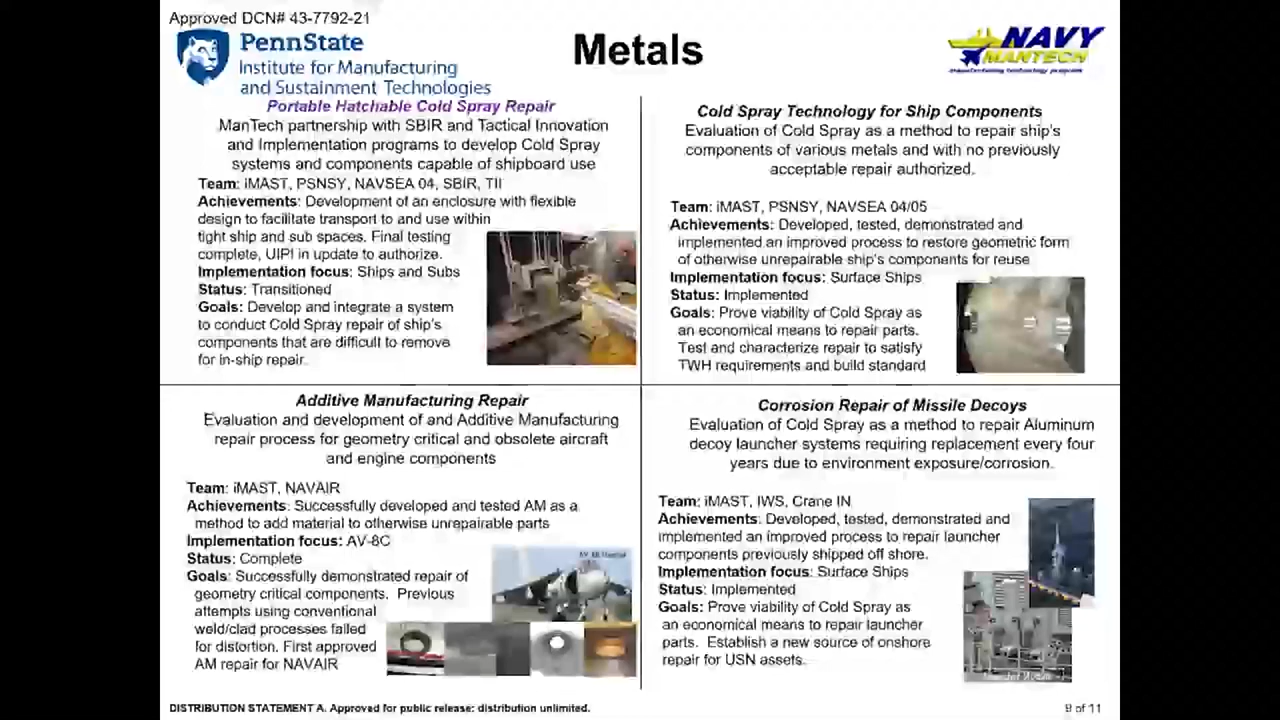 Approved DCN# 43-7792-21
PennState
Institute for Manufacturing
and Sustainment Technologies
Metals
NAVY
MANTECH
manufacturing technology program
Portable Hatchable Cold Spray Repair
ManTech partnership with SBIR and Tactical Innovation
and Implementation programs to develop Cold Spray
systems and components capable of shipboard use
Team: iMAST, PSNSY, NAVSEA 04, SBIR, TII
Achievements: Development of an enclosure with flexible
design to facilitate transport to and use within
tight ship and sub spaces. Final testing
complete, UIPI in update to authorize.
Implementation focus: Ships and Subs
Status: Transitioned
Goals: Develop and integrate a system
to conduct Cold Spray repair of ship's
components that are difficult to remove
for in-ship repair.
Cold Spray Technology for Ship Components
Evaluation of Cold Spray as a method to repair ship's
components of various metals and with no previously
acceptable repair authorized.
Team: iMAST, PSNSY, NAVSEA 04/05
Achievements: Developed, tested, demonstrated and
implemented an improved process to restore geometric form
of otherwise unrepairable ship's components for reuse
Implementation focus: Surface Ships
Status: Implemented
Goals: Prove viability of Cold Spray as
an economical means to repair parts.
Test and characterize repair to satisfy
TWH requirements and build standard
Additive Manufacturing Repair
Evaluation and development of and Additive Manufacturing
repair process for geometry critical and obsolete aircraft
and engine components
Team: iMAST, NAVAIR
Achievements: Successfully developed and tested AM as a
method to add material to otherwise unrepairable parts
Implementation focus: AV-8C
Status: Complete
Goals: Successfully demonstrated repair of
geometry critical components. Previous
attempts using conventional
weld/clad processes failed
for distortion. First approved
AM repair for NAVAIR
Corrosion Repair of Missile Decoys
Evaluation of Cold Spray as a method to repair Aluminum
decoy launcher systems requiring replacement every four
years due to environment exposure/corrosion.
Team: iMAST, IWS, Crane IN
Achievements: Developed, tested, demonstrated and
implemented an improved process to repair launcher
components previously shipped off shore.
Implementation focus: Surface Ships
Status: Implemented
Goals: Prove viability of Cold Spray as
an economical means to repair launcher
parts. Establish a new source of onshore
repair for USN assets.
DISTRIBUTION STATEMENT A. Approved for public release: distribution unlimited.
9 of 11